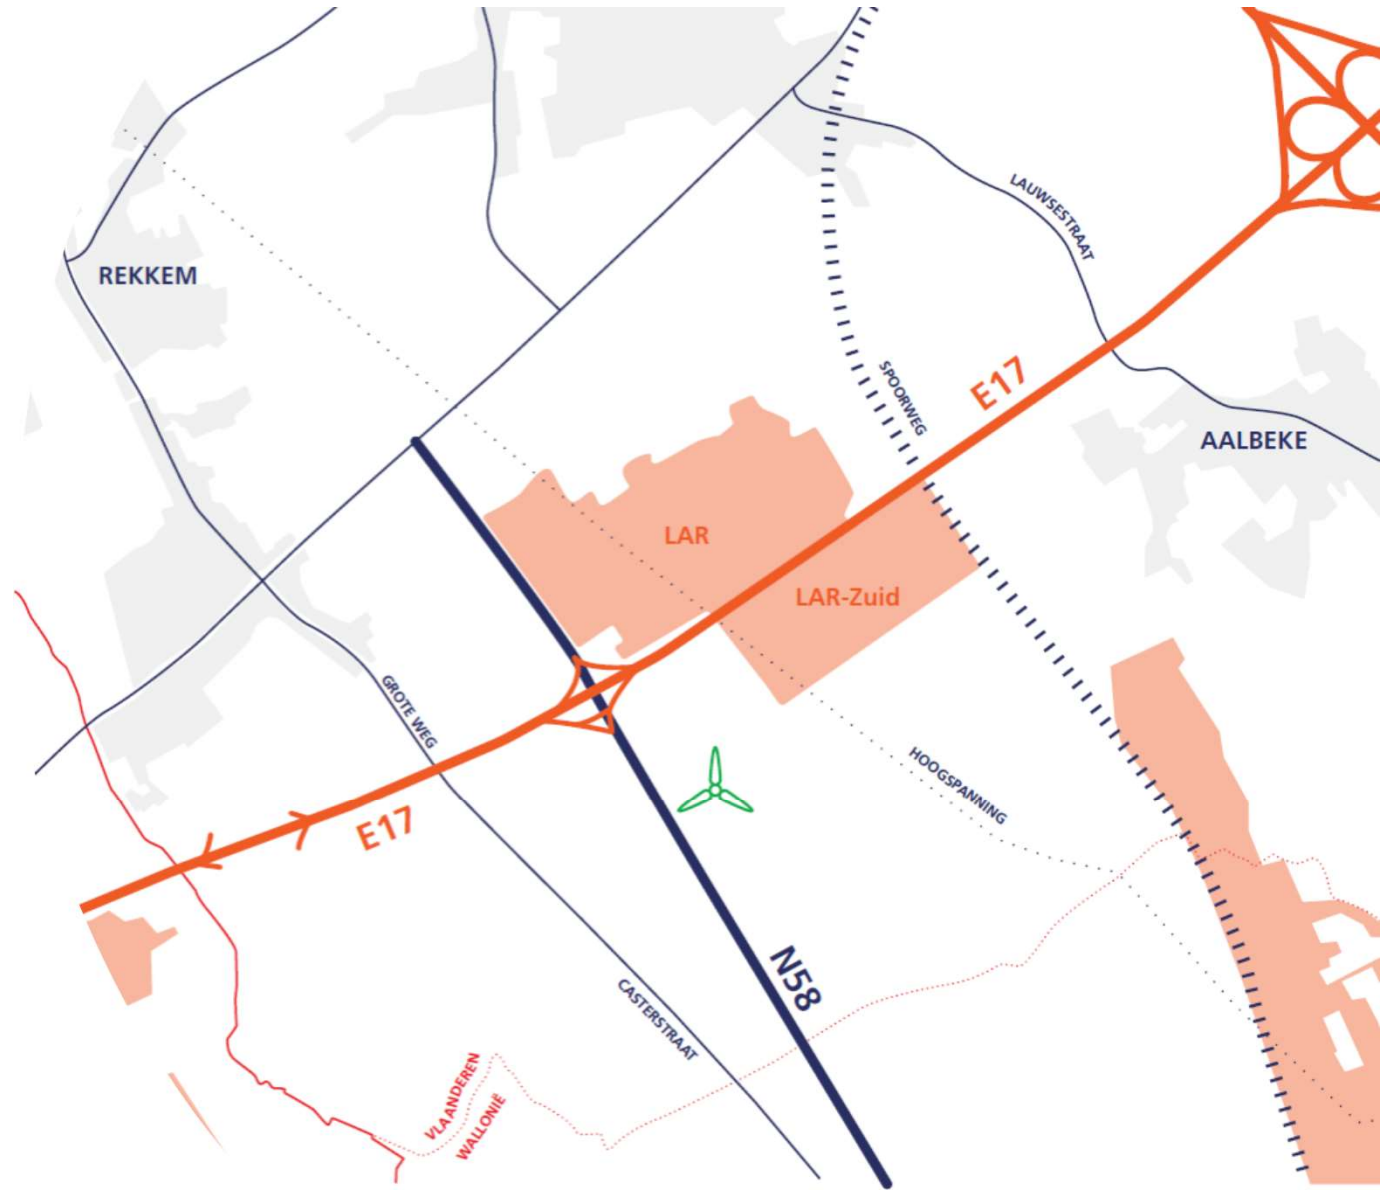 LAUWSESTRAAT
REKKEM
SPOORWEG
E17
AALBEKE
LAR
LAR-Zuid
GROTE WEG
HOOGSPANNING
E17
N58
CASTERSTRAAT
VLAANDEREN
WALLONIË